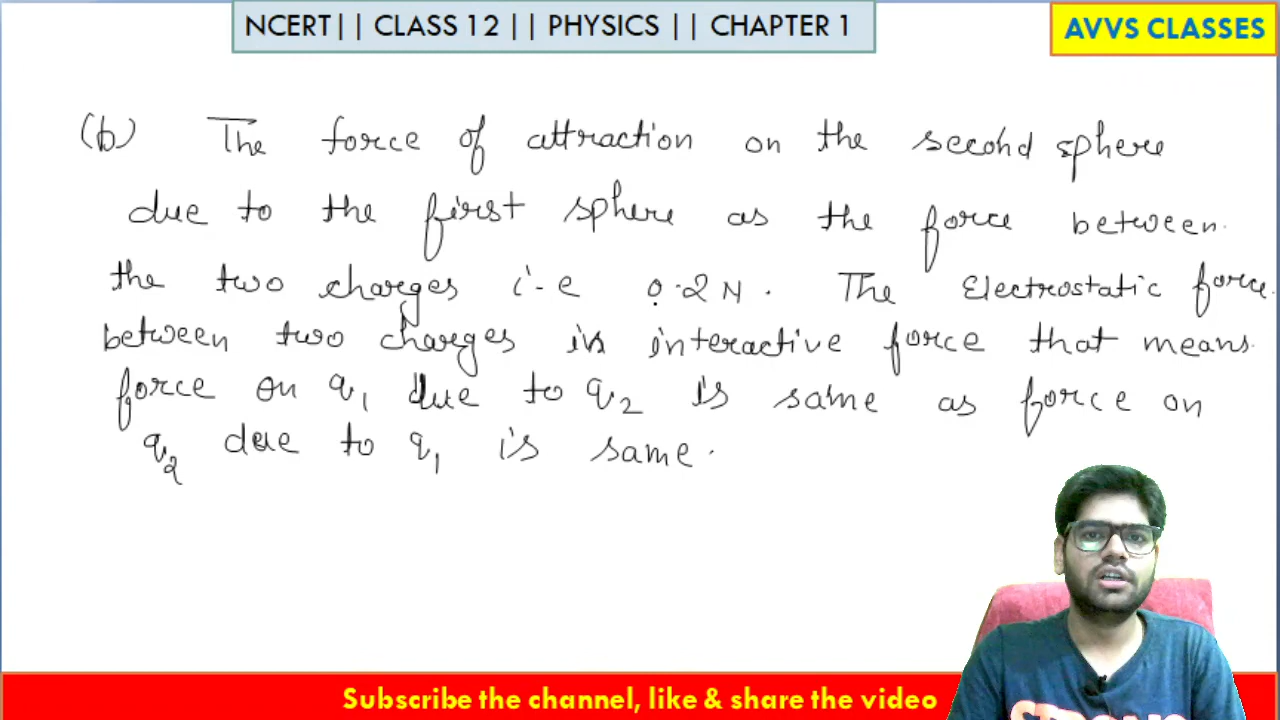 NCERT|| CLASS 12 || PHYSICS || CHAPTER 1
AVVS CLASSES
(b) The force of attraction on the second sphere
due to the first sphere as the force between
the two charges i-e 0.2N. The Electrostatic force
between two charges is interactive force that means
force on q1 due to q2 is same as force on
q2 due to q1 is same.
Subscribe the channel, like & share the video